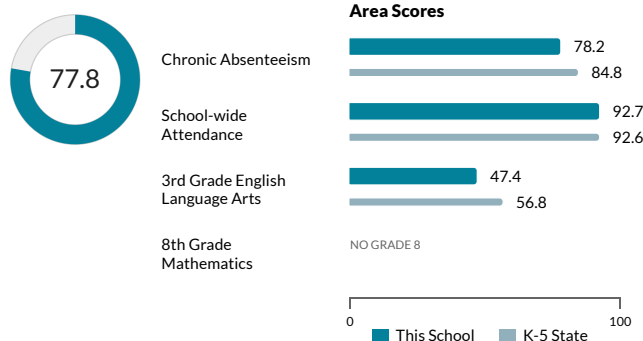 Area Scores
77.8
Chronic Absenteeism
78.2
84.8
School-wide
Attendance
92.7
92.6
3rd Grade English
Language Arts
47.4
56.8
8th Grade
Mathematics
NO GRADE 8
0
100
This School
K-5 State